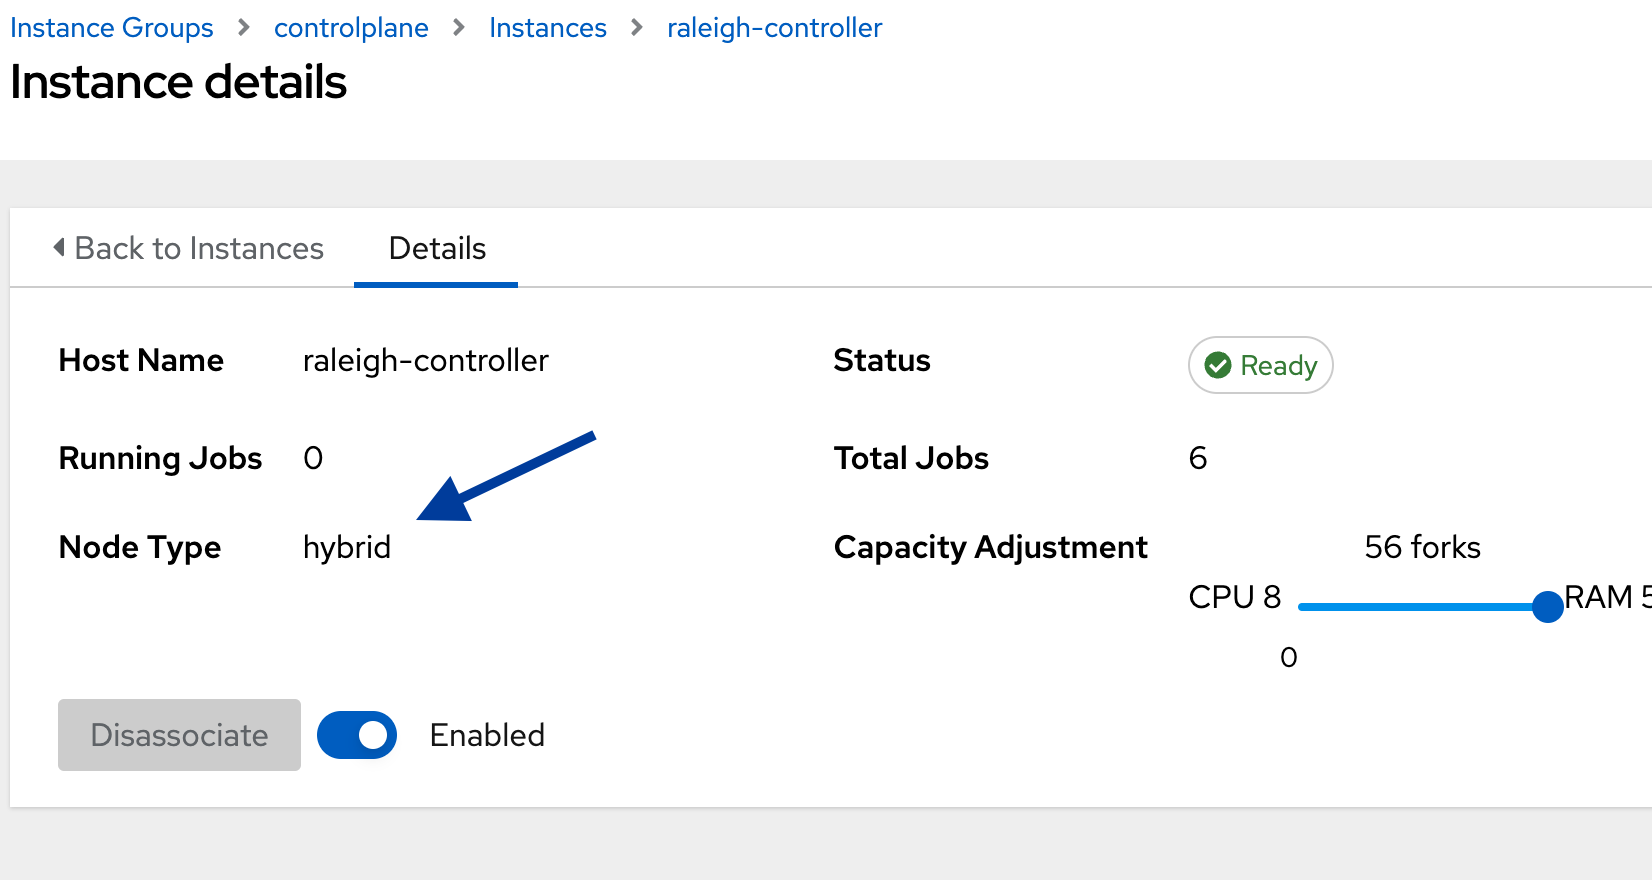 Instance Groups > controlplane > Instances > raleigh-controller
Instance details
Back to Instances Details
Host Name raleigh-controller Status Ready
Running Jobs 0 Total Jobs 6
Node Type hybrid Capacity Adjustment 56 forks
CPU 8 RAM 5
0
Disassociate Enabled